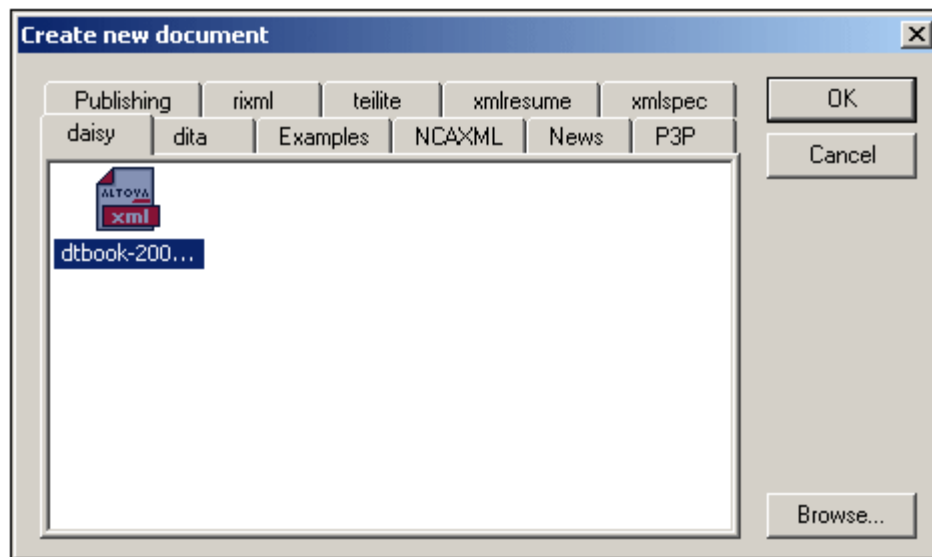 Create new document
Publishing rixml teilite xmlresume xmlspec
daisy dita Examples NCAXML News P3P
OK
Cancel
ALTOVA
xml
dtbook-200...
Browse...